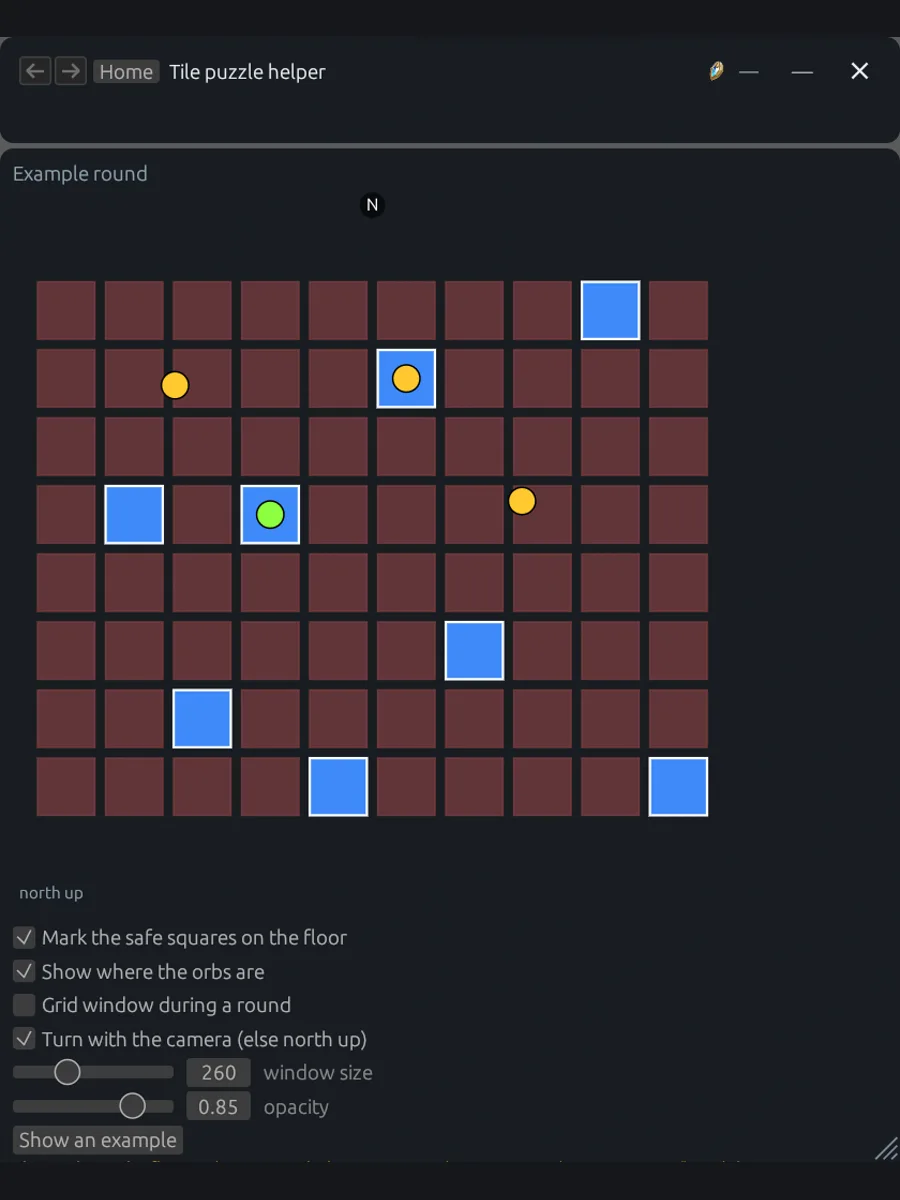 Home Tile puzzle helper
Example round
N
north up
Mark the safe squares on the floor
Show where the orbs are
Grid window during a round
Turn with the camera (else north up)
260 window size
0.85 opacity
Show an example